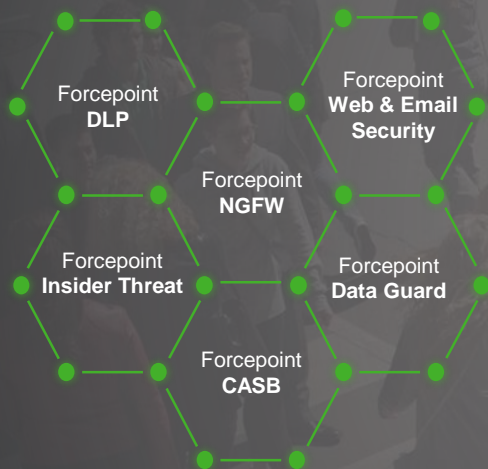 Forcepoint
DLP
Forcepoint
Web & Email
Security
Forcepoint
NGFW
Forcepoint
Insider Threat
Forcepoint
Data Guard
Forcepoint
CASB